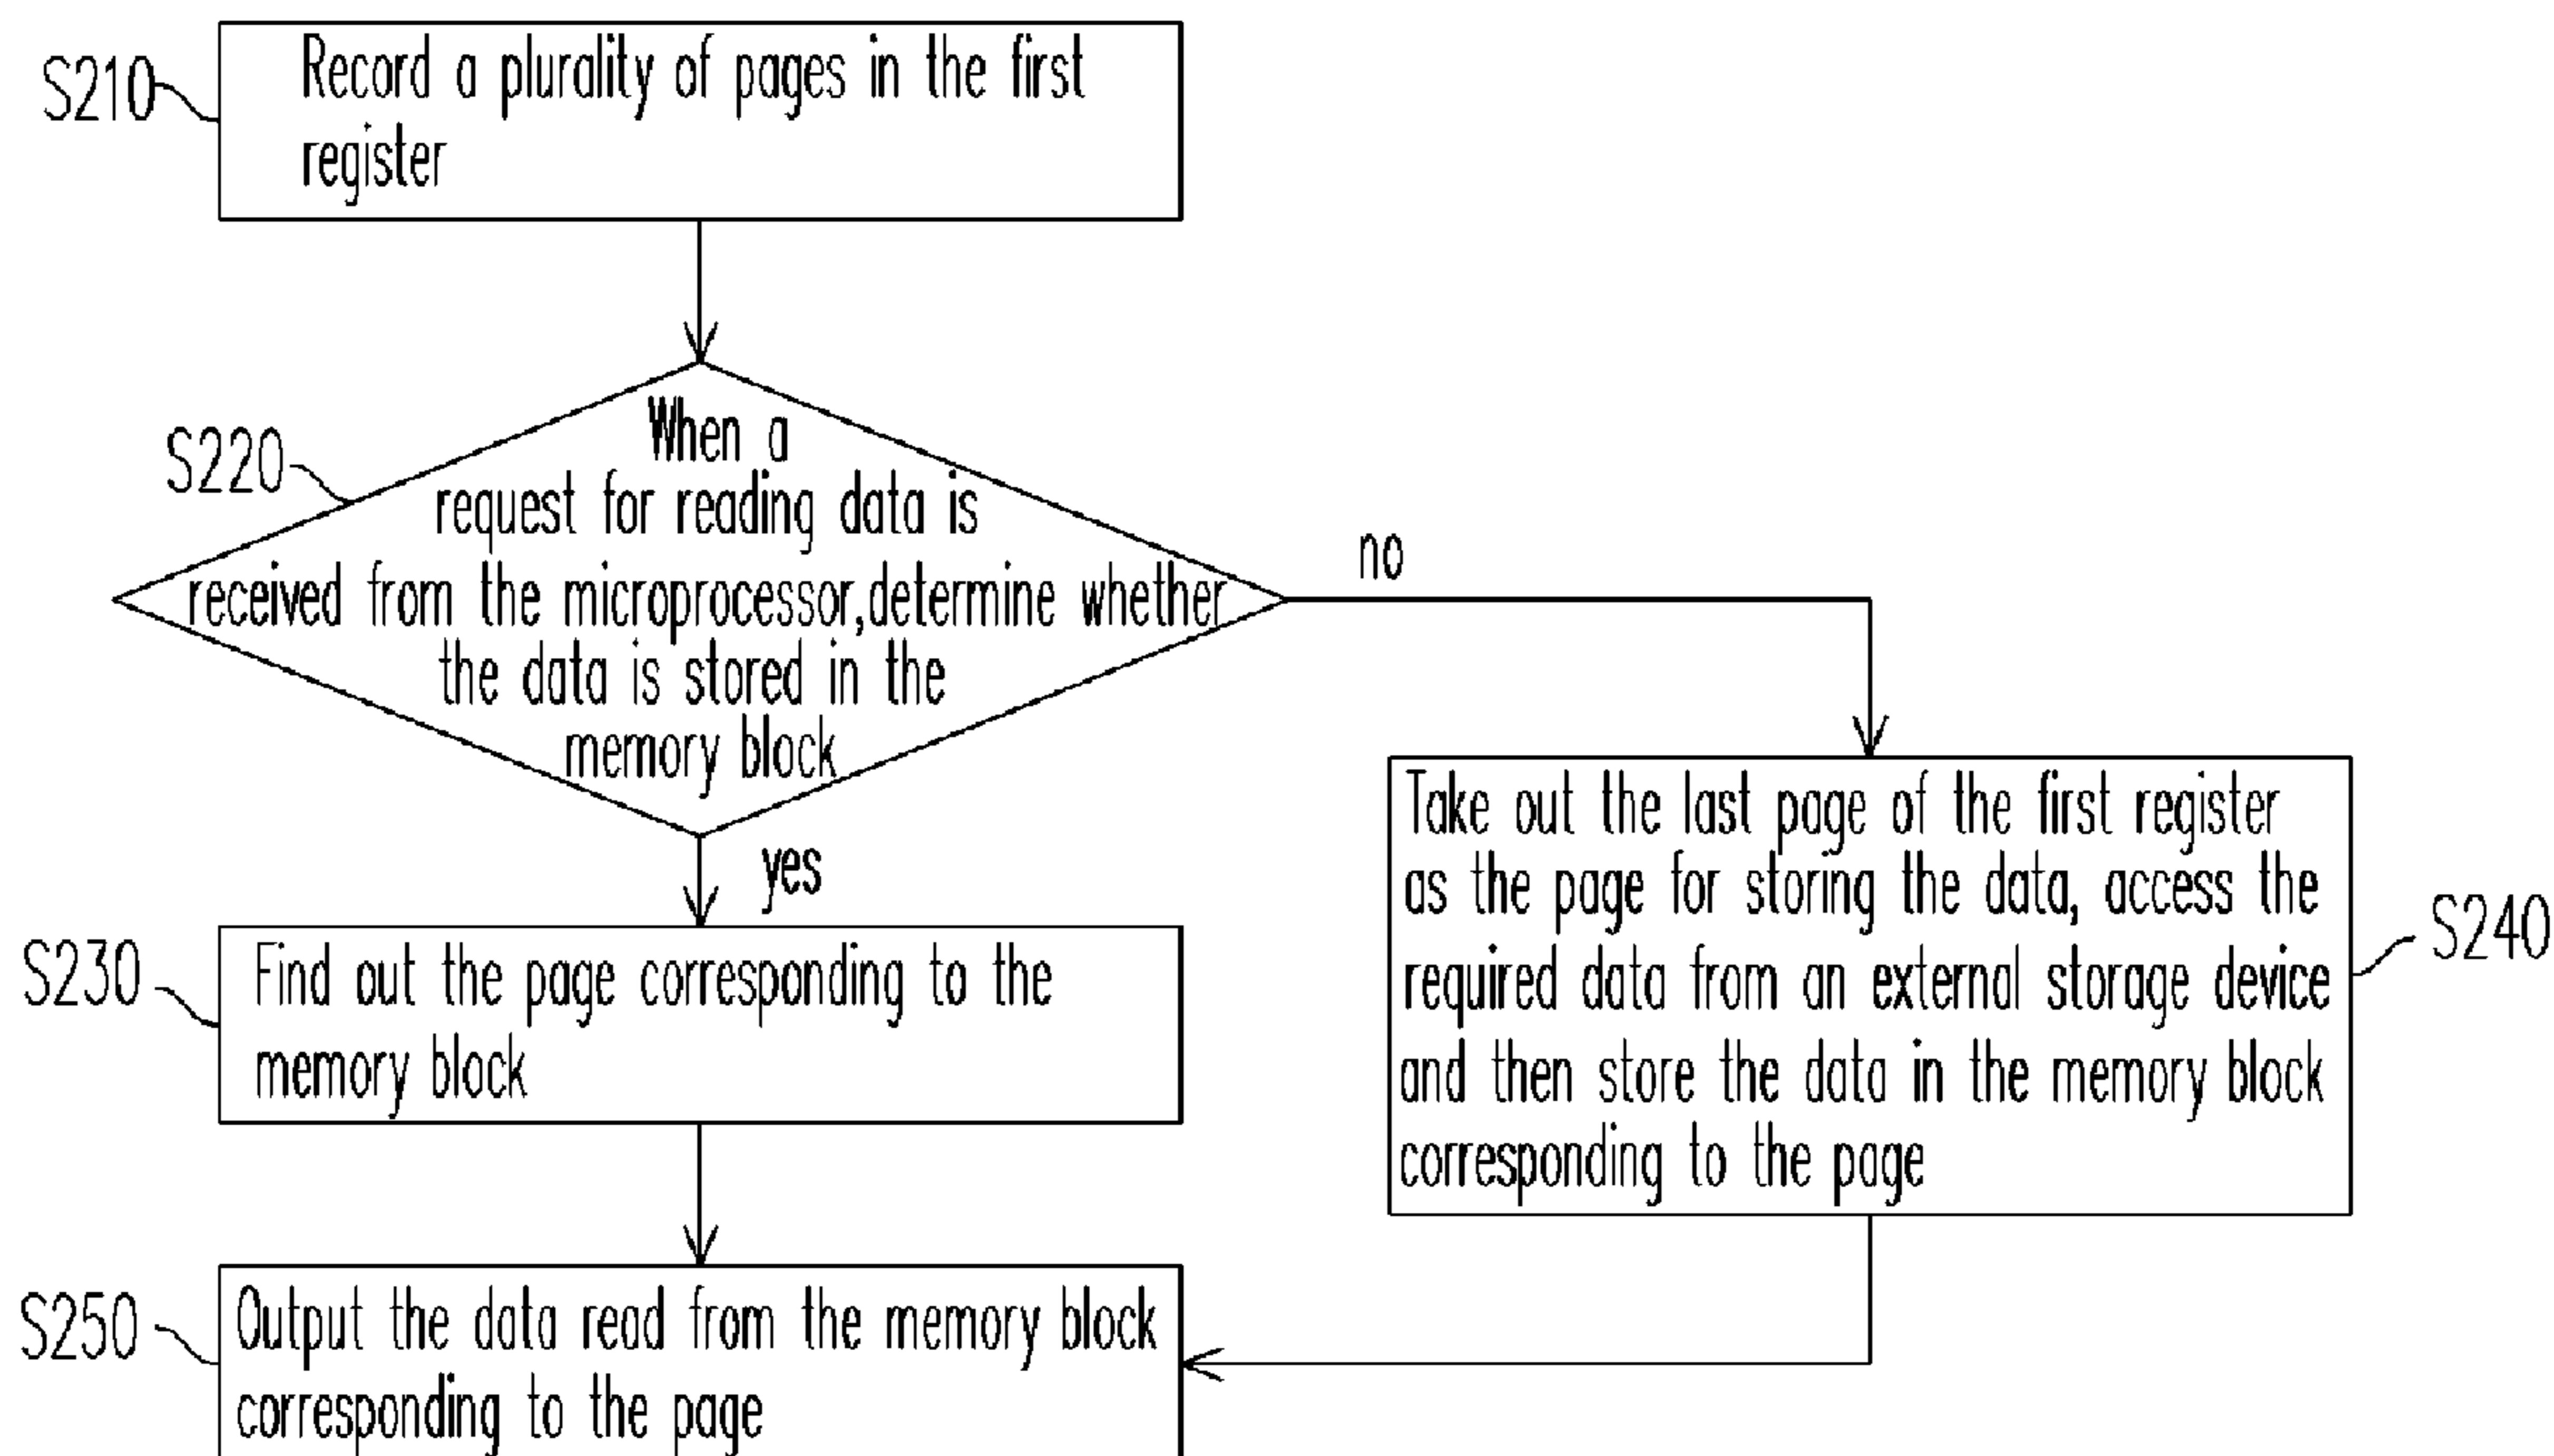 S210
Record a plurality of pages in the first
register
S220
When a
request for reading data is
received from the microprocessor,determine whether
the data is stored in the
memory block
no
yes
S230
Find out the page corresponding to the
memory block
Take out the last page of the first register
as the page for storing the data, access the
required data from an external storage device
and then store the data in the memory block
corresponding to the page
S240
S250
Output the data read from the memory block
corresponding to the page